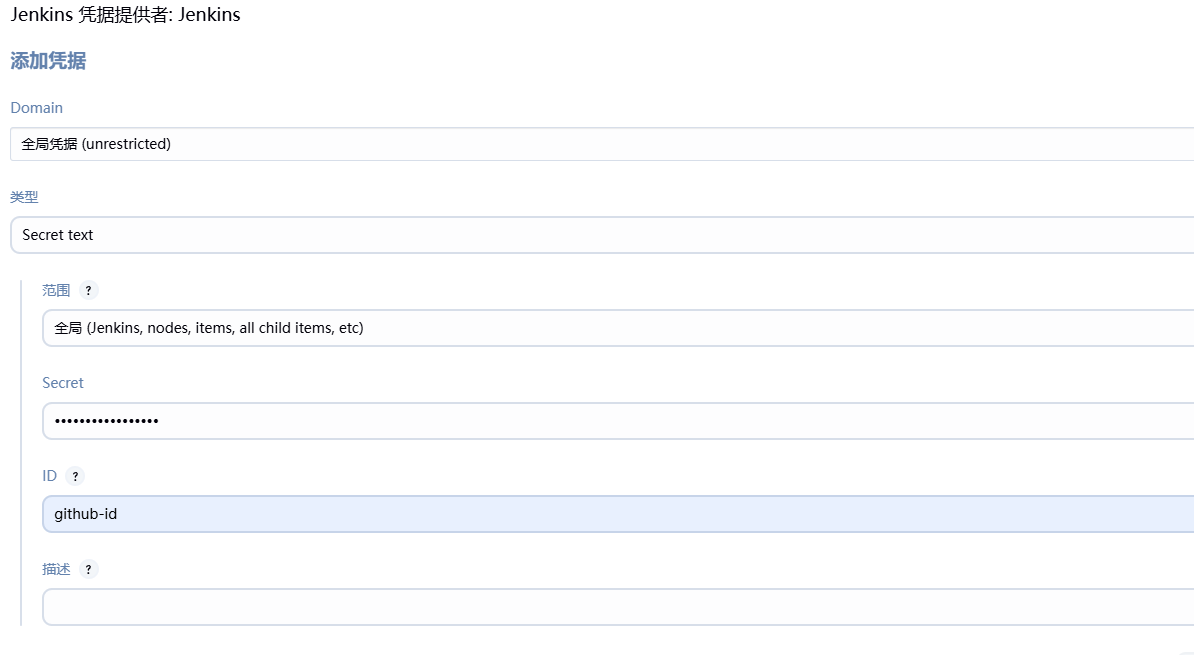 Jenkins 凭据提供者: Jenkins
添加凭据
Domain
全局凭据 (unrestricted)
类型
Secret text
范围 ?
全局 (Jenkins, nodes, items, all child items, etc)
Secret
•••••••••••••••••
ID ?
github-id
描述 ?